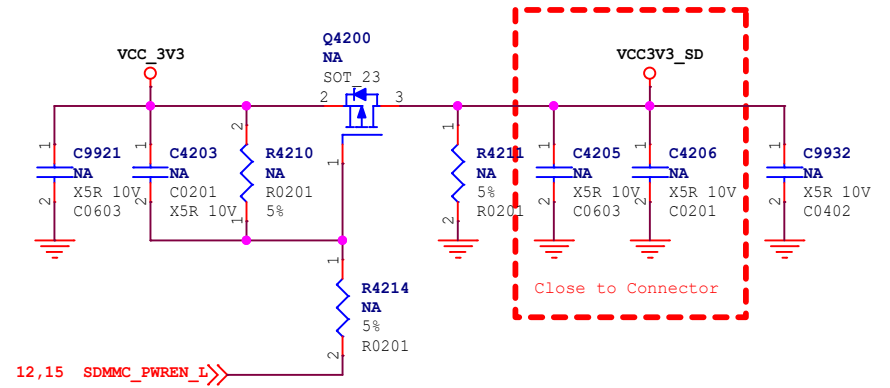 VCC_3V3
Q4200
NA
SOT_23
VCC3V3_SD
2
3
1
1
2
C9921
NA
X5R 10V
C0603
1
2
C4203
NA
C0201
X5R 10V
2
1
R4210
NA
R0201
5%
1
1
2
R4211
NA
5%
R0201
1
2
C4205
NA
X5R 10V
C0603
1
2
C4206
NA
X5R 10V
C0201
1
2
C9932
NA
X5R 10V
C0402
Close to Connector
1
2
R4214
NA
5%
R0201
12,15 SDMMC_PWREN_L